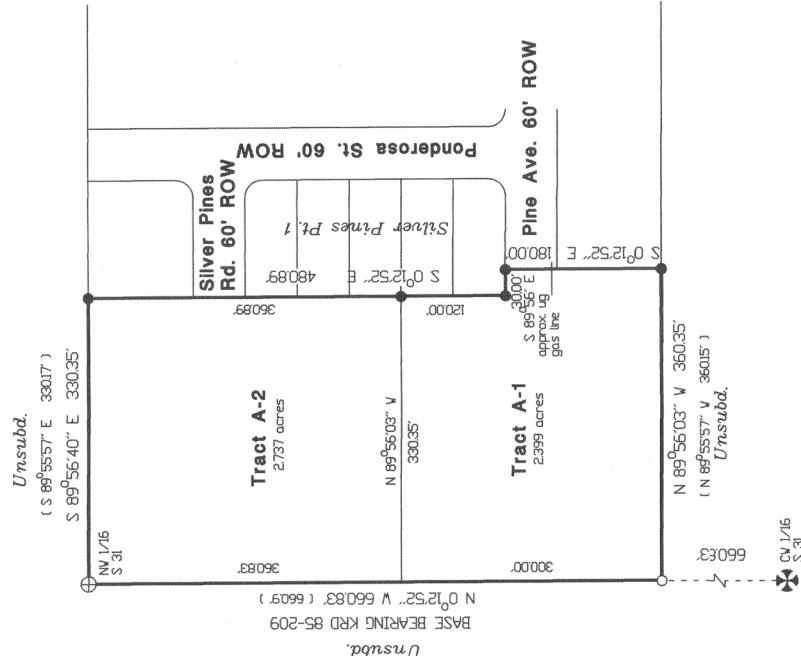 Unsubd.
( S 89°55'57" E 330.17' )
S 89°56'40" E 330.35'
NW 1/16
S 31
Silver Pines
Rd. 60' ROW
Ponderosa St. 60' ROW
Silver Pines Pt. 1
S 0°12'52" E 480.89'
360.89'
120.00'
Tract A-2
2.737 acres
360.83'
N 89°56'03" W
330.35'
Pine Ave. 60' ROW
S 0°12'52" E 180.00'
30.00'
S 89°56' E
approx. ug
gas line
Tract A-1
2.399 acres
300.00'
N 0°12'52" W 660.83' ( 660.9' )
BASE BEARING KRD 85-209
Unsubd.
N 89°56'03" W 360.35'
( N 89°55'57" W 360.15' )
Unsubd.
660.83'
CW 1/16
S 31